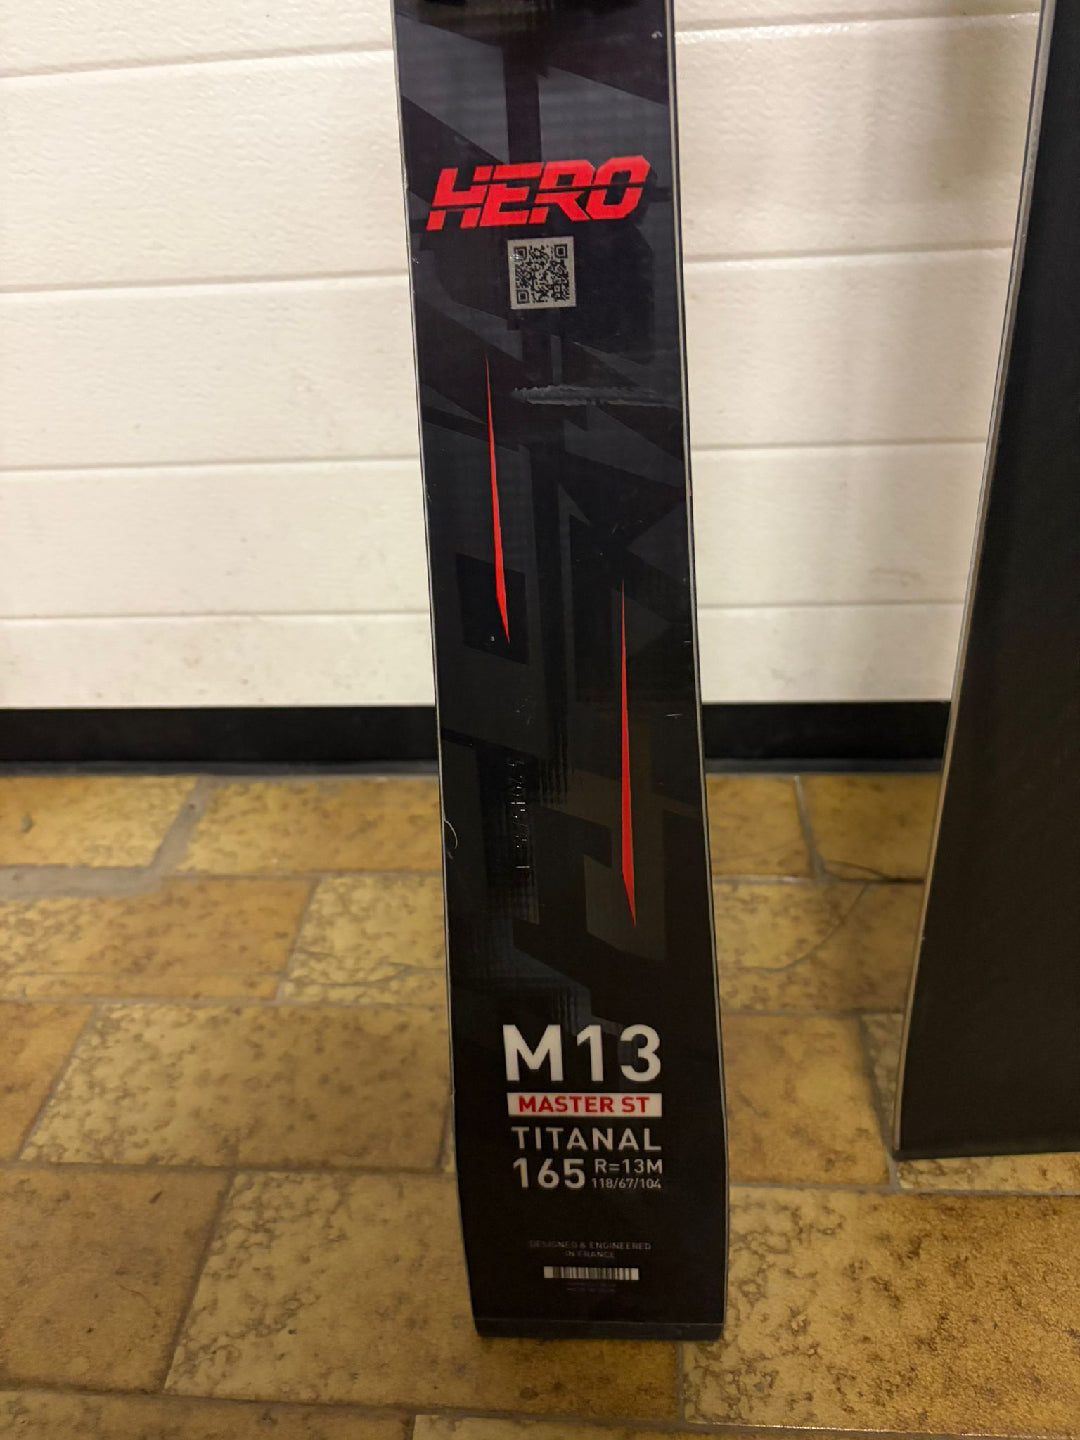 HERO
M13
MASTER ST
TITANAL
165 R=13M
118/67/104
DESIGNED & ENGINEERED
IN FRANCE